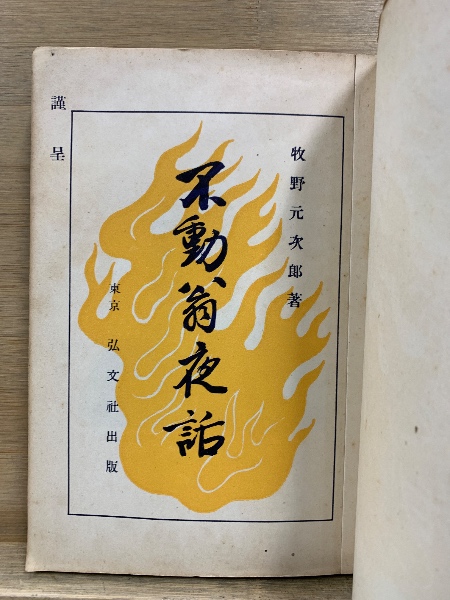 牧野元次郎著
不動翁夜話
東京 弘文社出版
謹呈